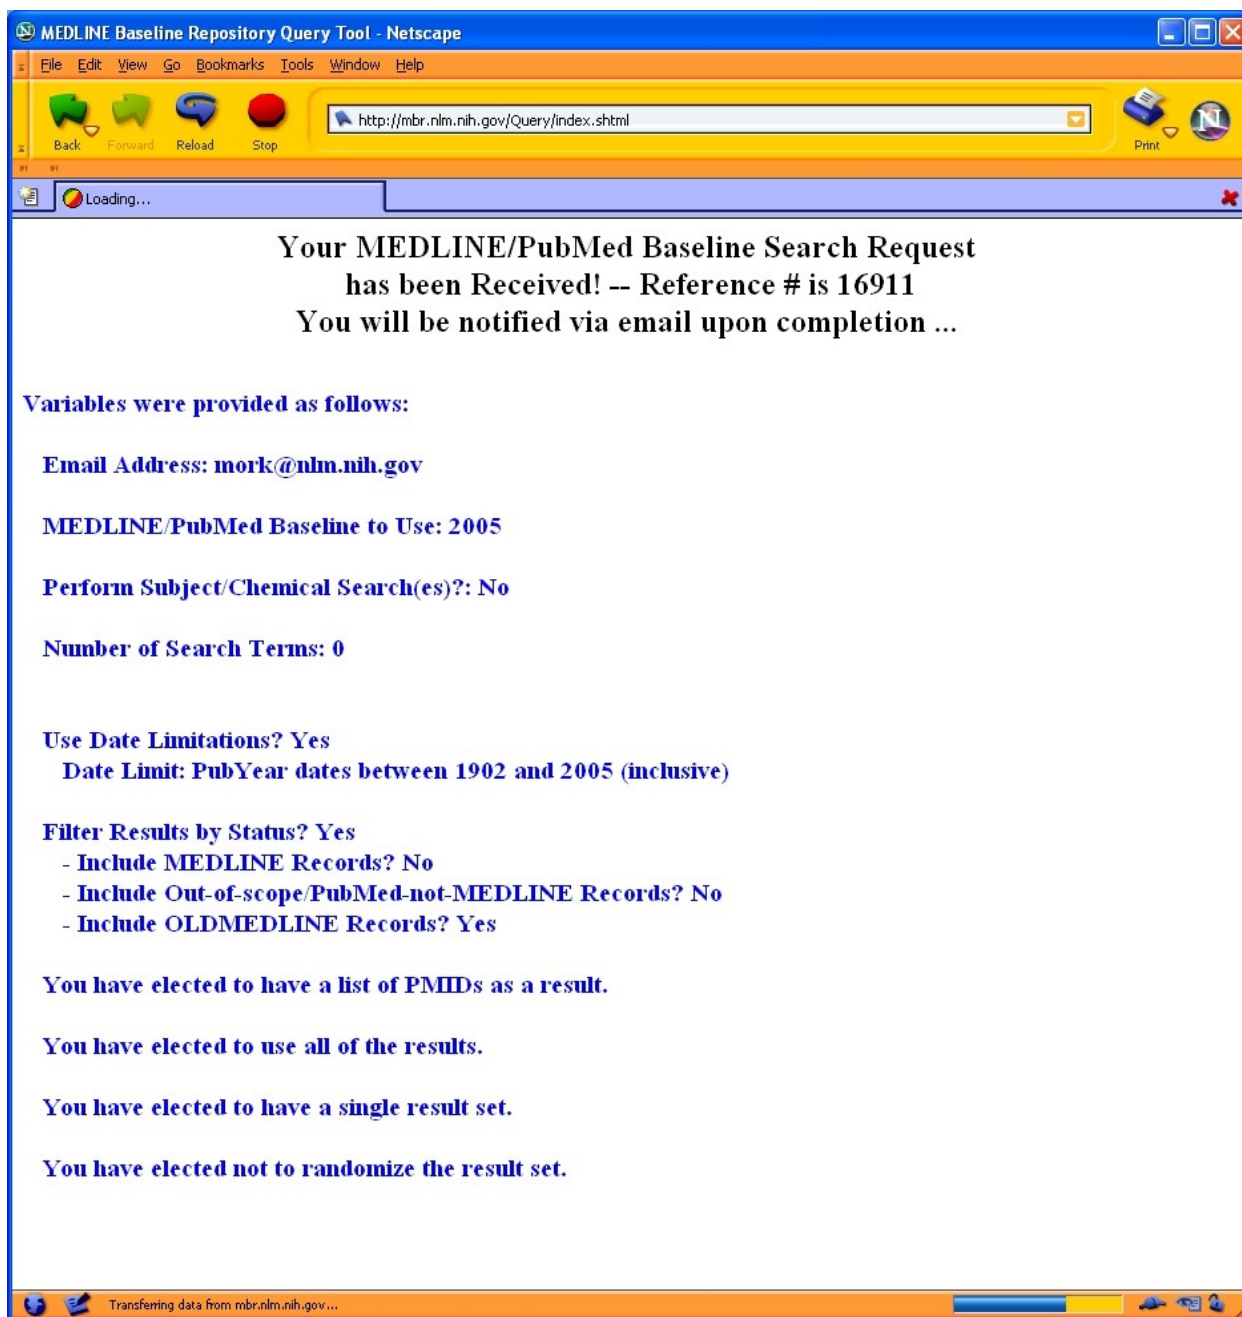 MEDLINE Baseline Repository Query Tool - Netscape
File Edit View Go Bookmarks Tools Window Help
http://mbr.nlm.nih.gov/Query/index.shtml
Back Forward Reload Stop Print
N
Loading...
Your MEDLINE/PubMed Baseline Search Request
has been Received! -- Reference # is 16911
You will be notified via email upon completion ...
Variables were provided as follows:
Email Address: mork@nlm.nih.gov
MEDLINE/PubMed Baseline to Use: 2005
Perform Subject/Chemical Search(es)?: No
Number of Search Terms: 0
Use Date Limitations? Yes
Date Limit: PubYear dates between 1902 and 2005 (inclusive)
Filter Results by Status? Yes
- Include MEDLINE Records? No
- Include Out-of-scope/PubMed-not-MEDLINE Records? No
- Include OLDMEDLINE Records? Yes
You have elected to have a list of PMIDs as a result.
You have elected to use all of the results.
You have elected to have a single result set.
You have elected not to randomize the result set.
Transferring data from mbr.nlm.nih.gov...